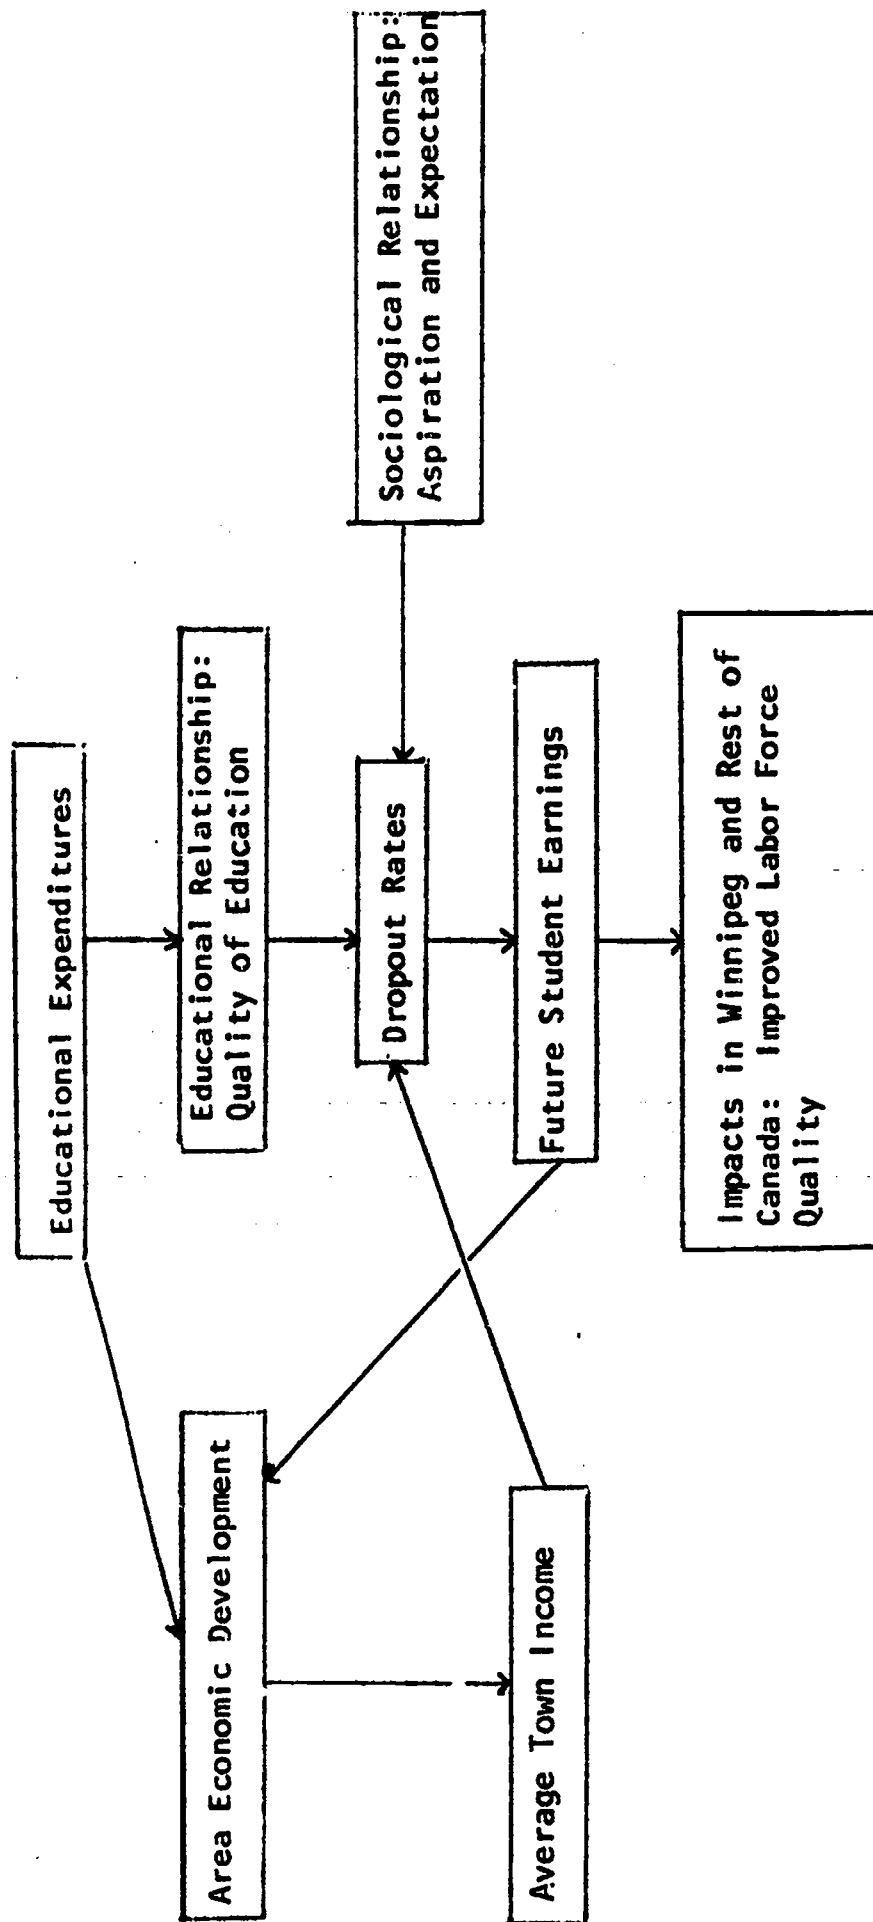 Educational Expenditures
Educational Relationship:
Quality of Education
Area Economic Development
Dropout Rates
Sociological Relationship:
Aspiration and Expectation
Average Town Income
Future Student Earnings
Impacts in Winnipeg and Rest of
Canada: Improved Labor Force
Quality